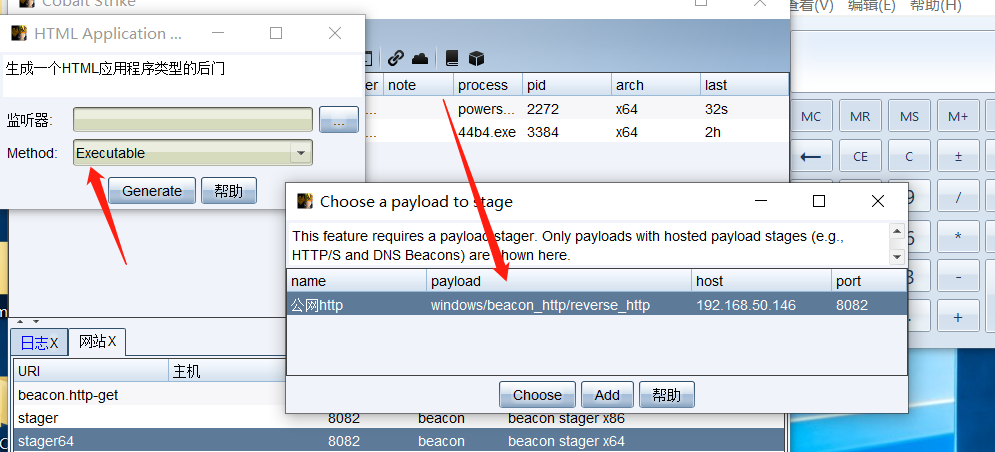 Cobalt Strike
查看(V) 编辑(E) 帮助(H)
HTML Application ...
生成一个HTML应用程序类型的后门
监听器:
...
Method: Executable
Generate 帮助
er note process pid arch last
... powers... 2272 x64 32s
... 44b4.exe 3384 x64 2h
MC MR MS M+
← CE C ±
9 /
6 *
3 -
. +
Choose a payload to stage
This feature requires a payload stager. Only payloads with hosted payload stages (e.g.,
HTTP/S and DNS Beacons) are shown here.
name payload host port
公网http windows/beacon_http/reverse_http 192.168.50.146 8082
Choose Add 帮助
日志X 网站X
URI 主机
beacon.http-get
stager 8082 beacon beacon stager x86
stager64 8082 beacon beacon stager x64